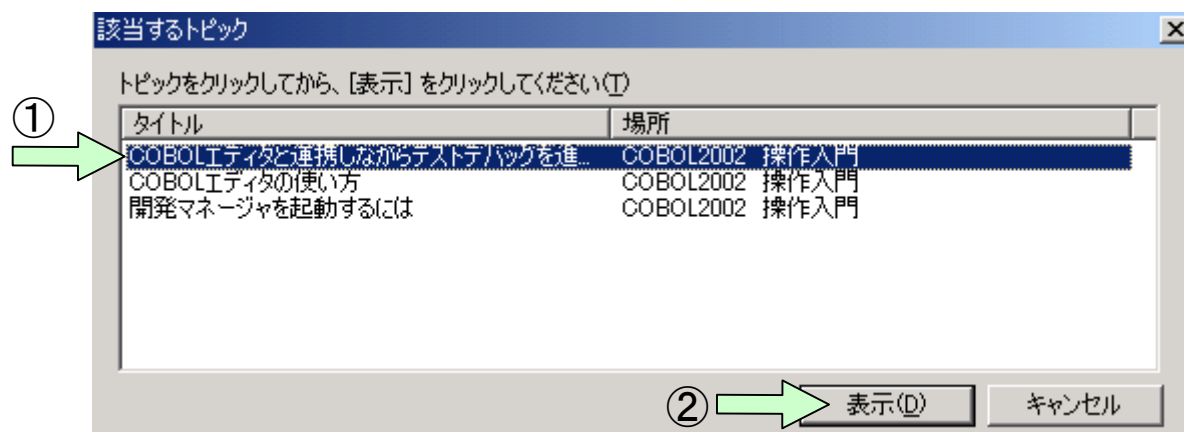 該当するトピック
トピックをクリックしてから、[表示] をクリックしてください(T)
①
タイトル 場所
COBOLエディタと連携しながらテストデバッグを進... COBOL2002 操作入門
COBOLエディタの使い方 COBOL2002 操作入門
開発マネージャを起動するには COBOL2002 操作入門
② 表示(D) キャンセル